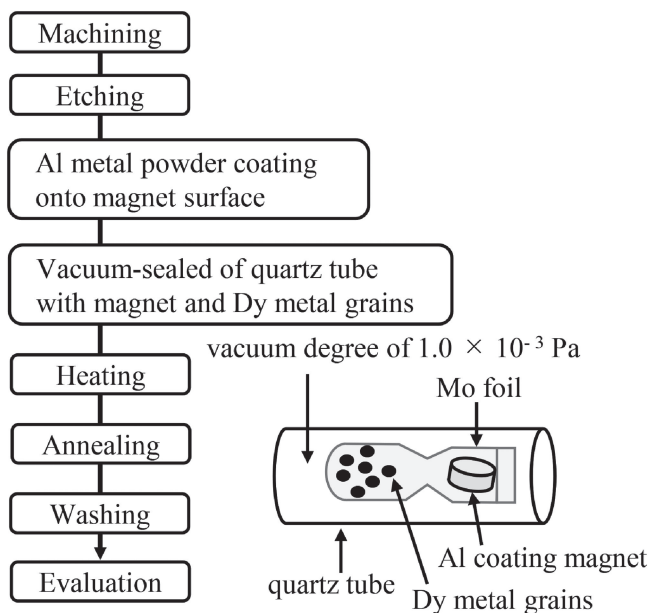 Machining
Etching
Al metal powder coating
onto magnet surface
Vacuum-sealed of quartz tube
with magnet and Dy metal grains
vacuum degree of 1.0 × 10⁻³ Pa
Heating
Mo foil
Annealing
Washing
Al coating magnet
quartz tube
Dy metal grains
Evaluation